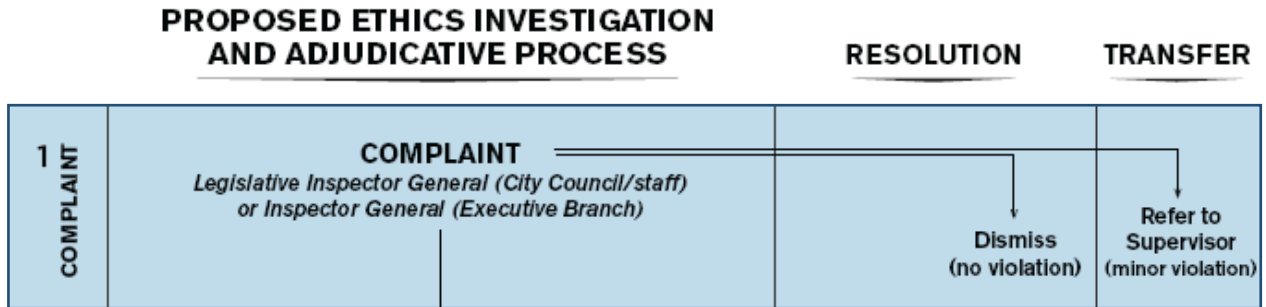 PROPOSED ETHICS INVESTIGATION
AND ADJUDICATIVE PROCESS
RESOLUTION
TRANSFER
1
COMPLAINT
COMPLAINT
Legislative Inspector General (City Council/staff)
or Inspector General (Executive Branch)
Dismiss
(no violation)
Refer to
Supervisor
(minor violation)